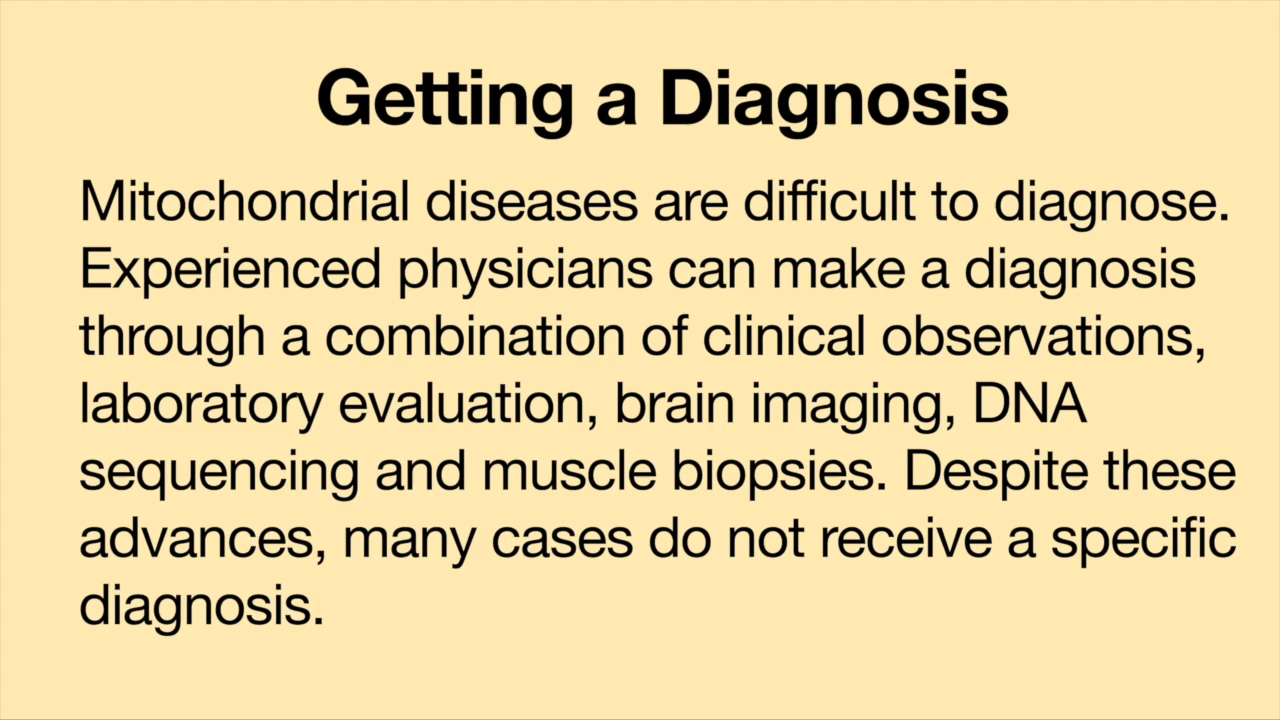 Getting a Diagnosis
Mitochondrial diseases are difficult to diagnose.
Experienced physicians can make a diagnosis
through a combination of clinical observations,
laboratory evaluation, brain imaging, DNA
sequencing and muscle biopsies. Despite these
advances, many cases do not receive a specific
diagnosis.